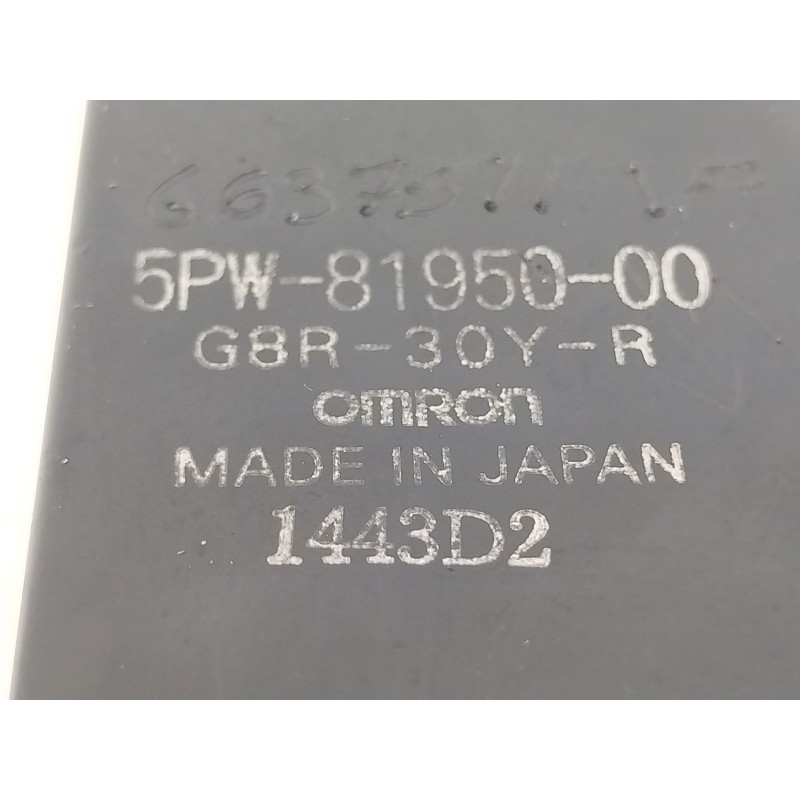 5PW-81950-00
G8R-30Y-R
omron
MADE IN JAPAN
1443D2